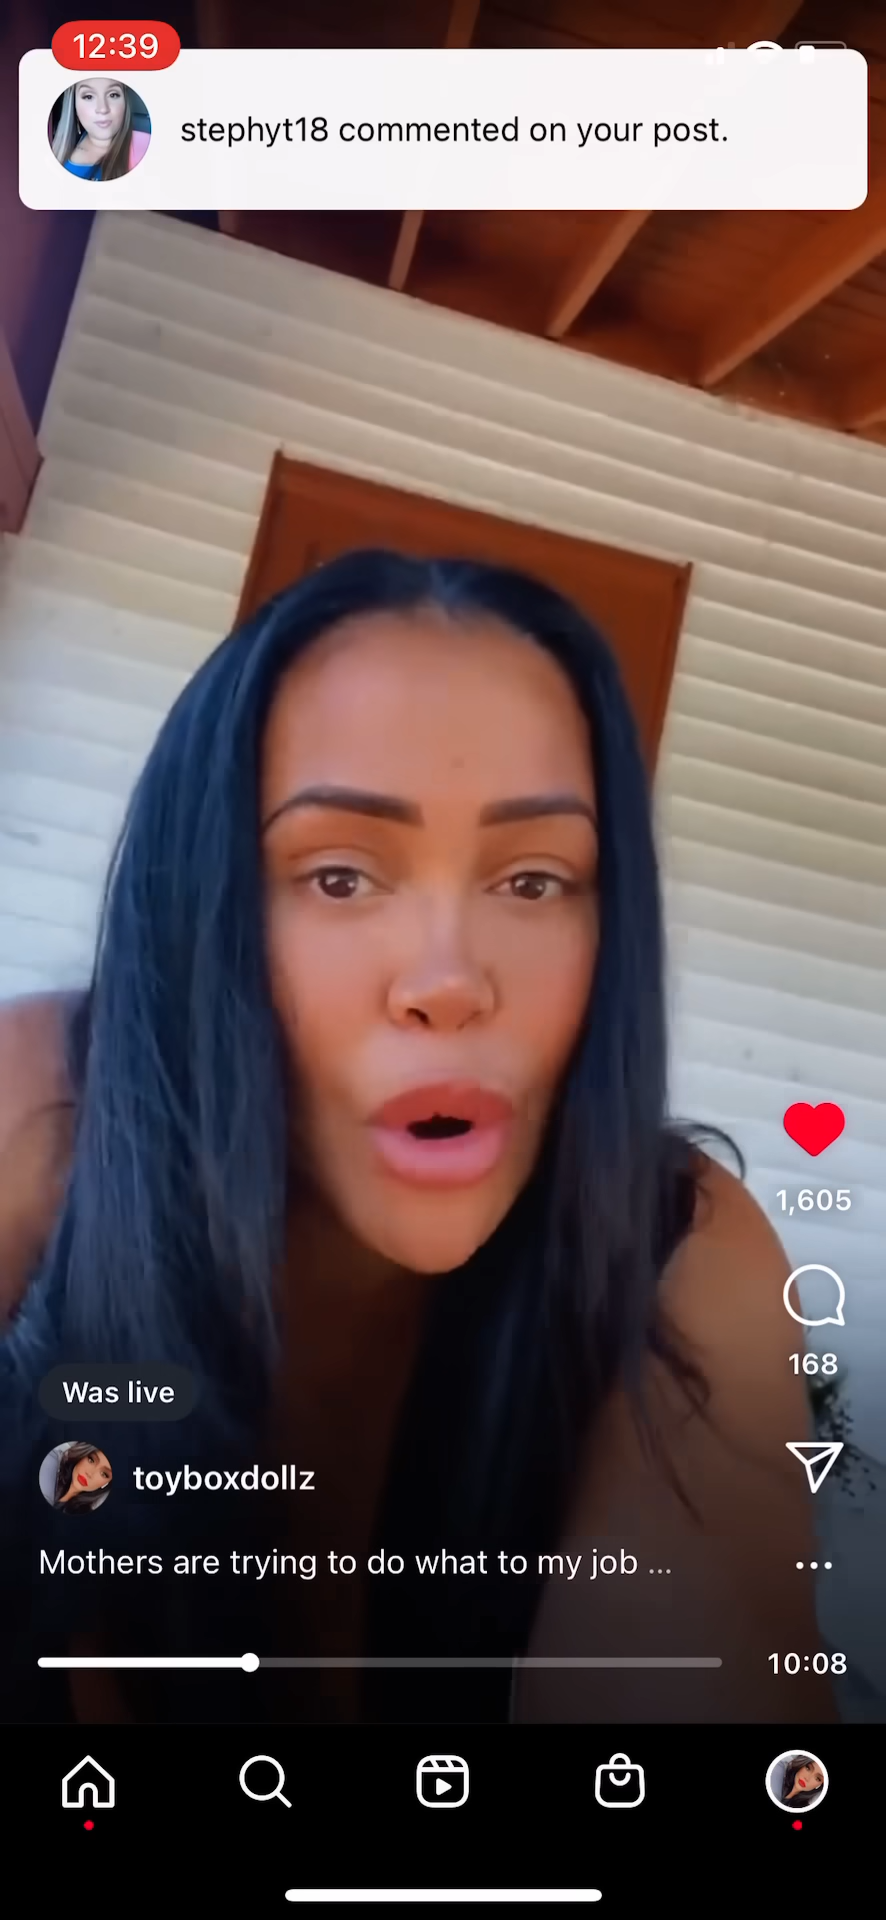 12:39
stephyt18 commented on your post.
1,605
168
Was live
toyboxdollz
Mothers are trying to do what to my job ...
10:08